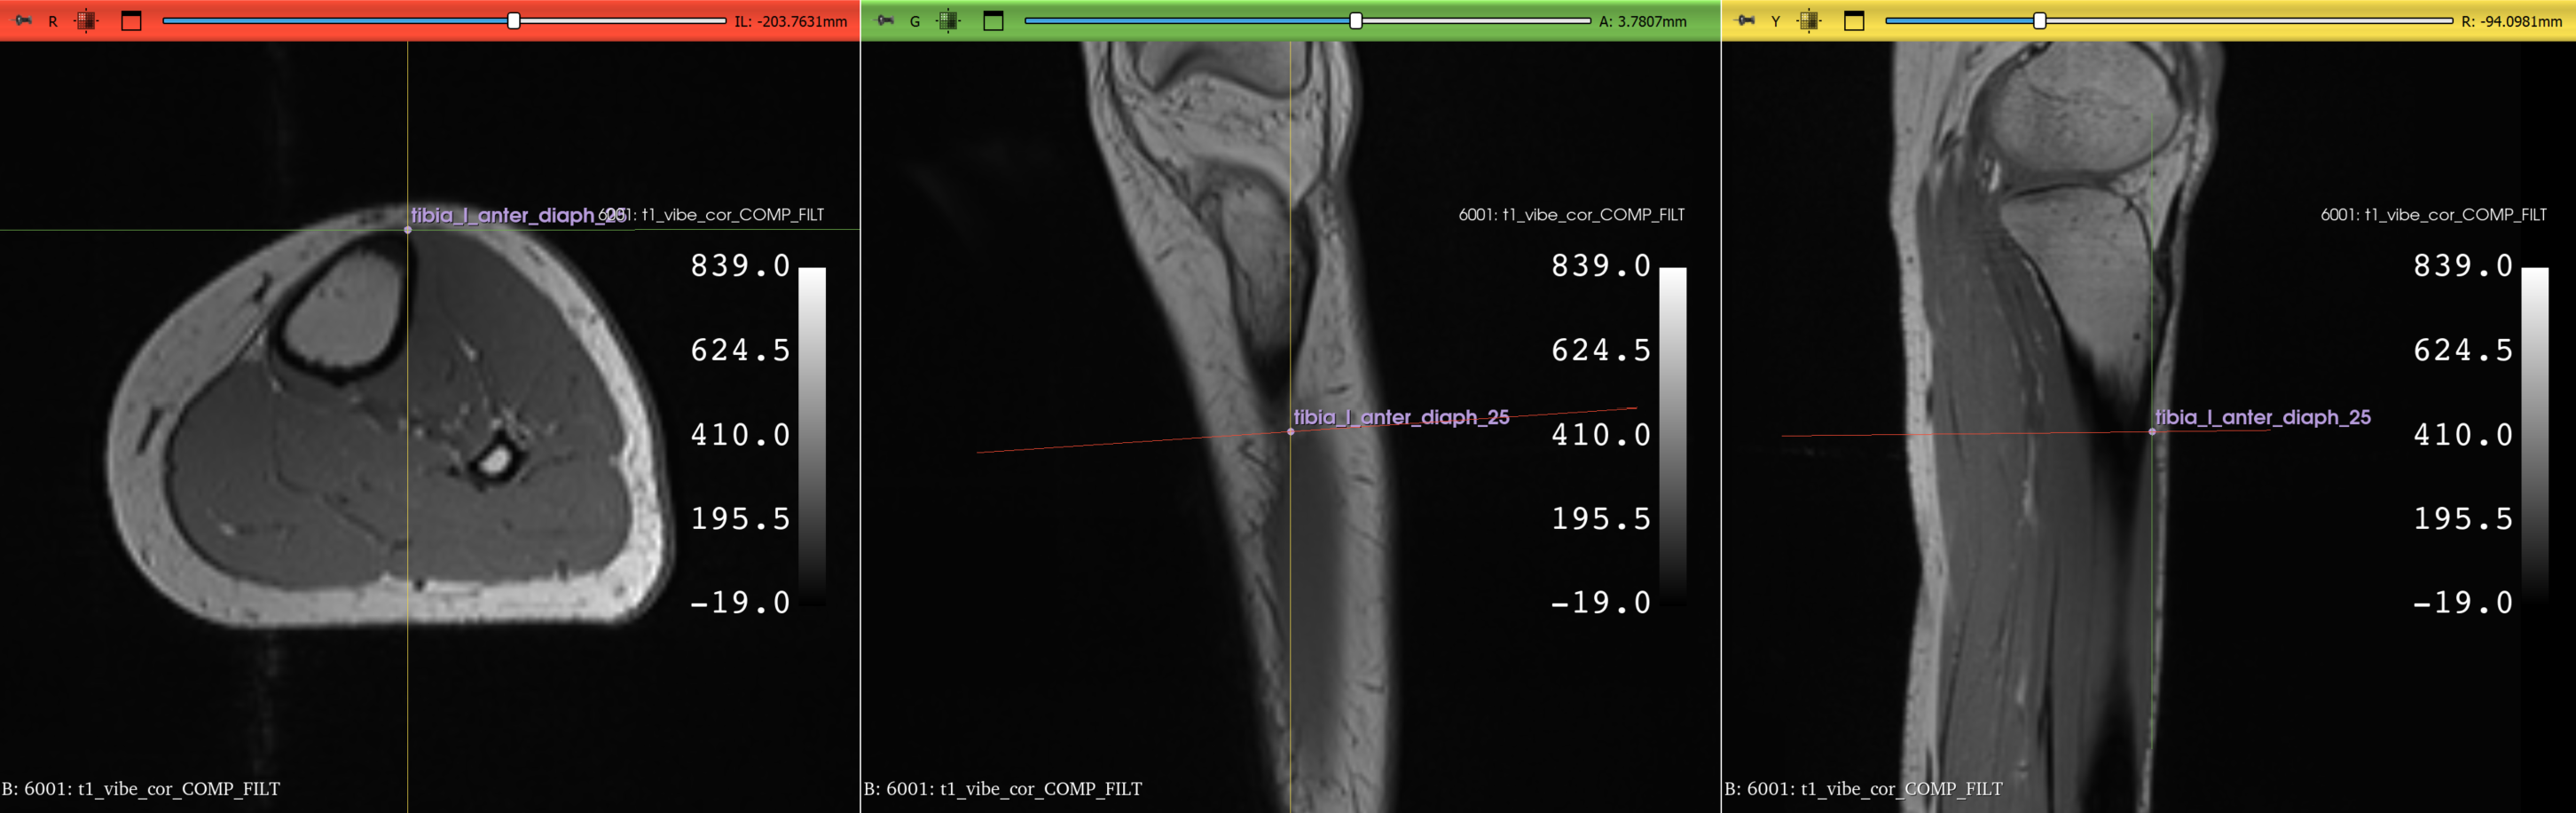 R IL: -203.7631mm
tibia_l_anter_diaph_25
6001: t1_vibe_cor_COMP_FILT
839.0
624.5
410.0
195.5
-19.0
B: 6001: t1_vibe_cor_COMP_FILT
G A: 3.7807mm
6001: t1_vibe_cor_COMP_FILT
839.0
624.5
tibia_l_anter_diaph_25
410.0
195.5
-19.0
B: 6001: t1_vibe_cor_COMP_FILT
Y R: -94.0981mm
6001: t1_vibe_cor_COMP_FILT
839.0
624.5
tibia_l_anter_diaph_25
410.0
195.5
-19.0
B: 6001: t1_vibe_cor_COMP_FILT